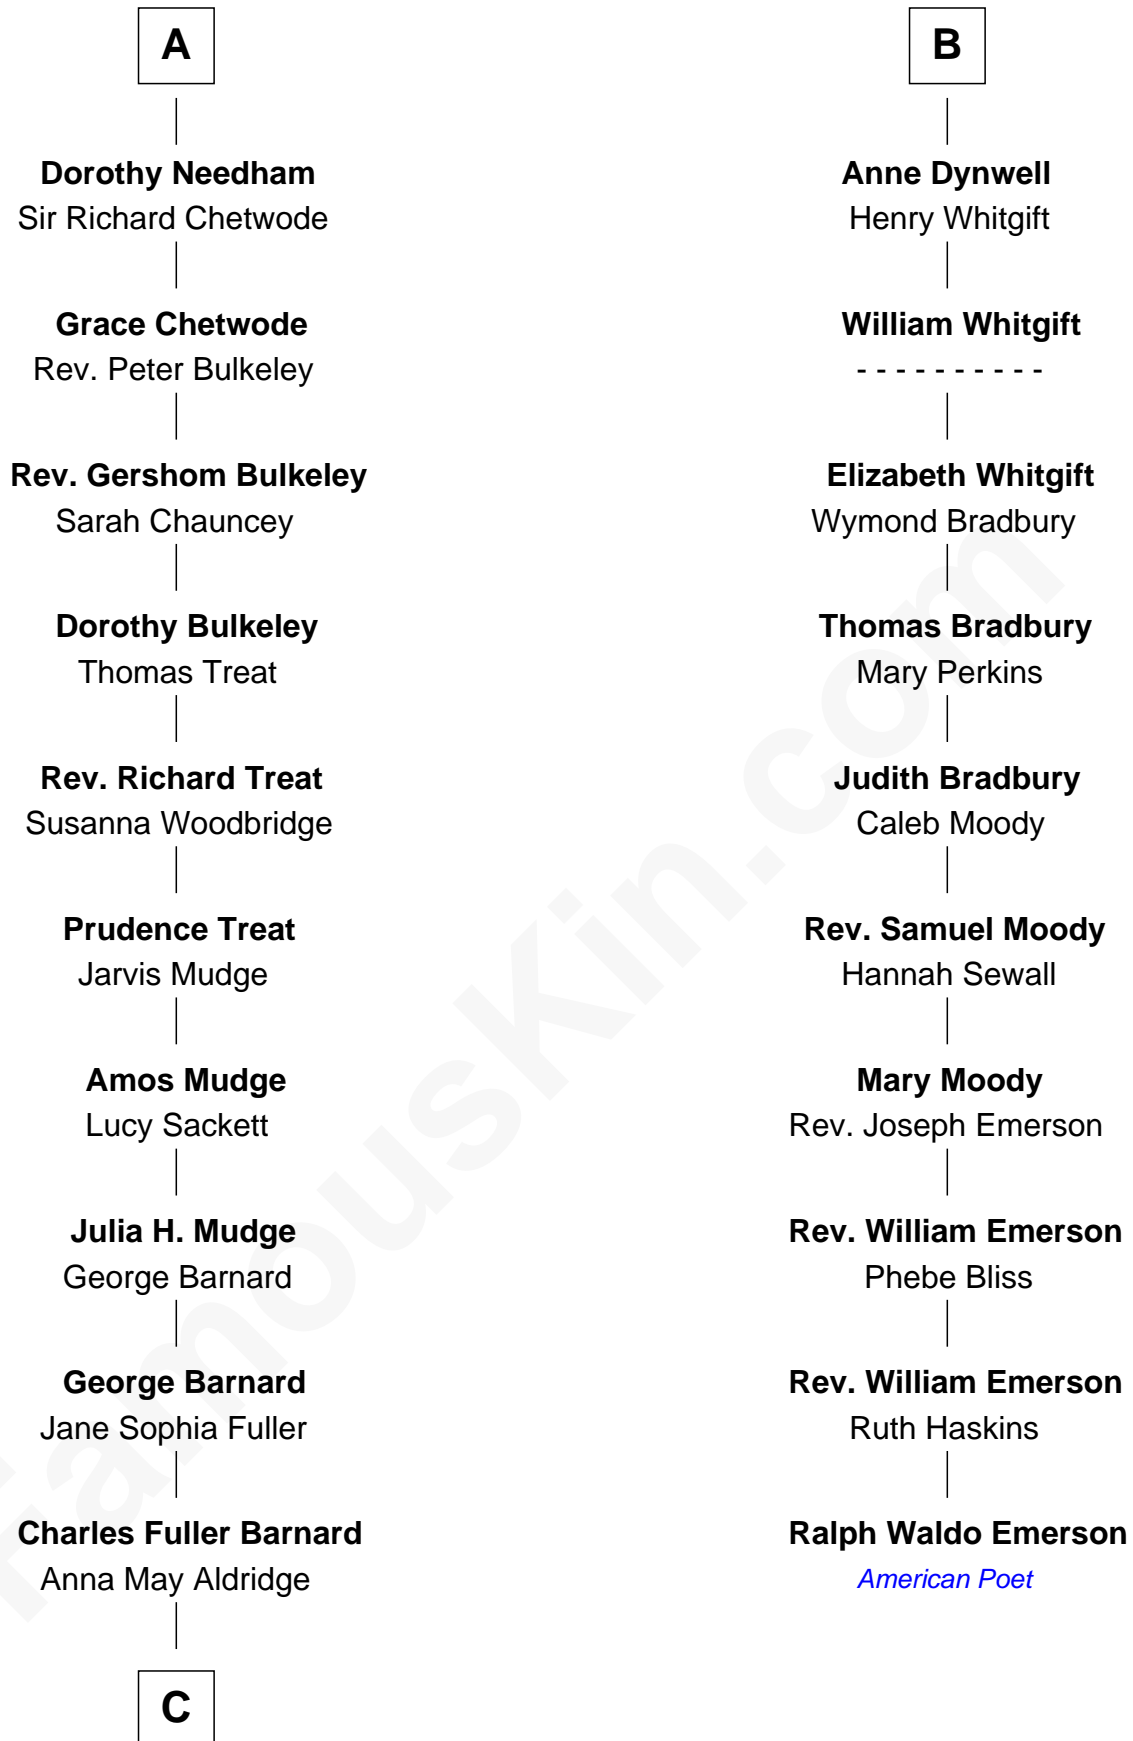 A
Dorothy Needham
Sir Richard Chetwode
Grace Chetwode
Rev. Peter Bulkeley
Rev. Gershom Bulkeley
Sarah Chauncey
Dorothy Bulkeley
Thomas Treat
Rev. Richard Treat
Susanna Woodbridge
Prudence Treat
Jarvis Mudge
Amos Mudge
Lucy Sackett
Julia H. Mudge
George Barnard
George Barnard
Jane Sophia Fuller
Charles Fuller Barnard
Anna May Aldridge
C
B
Anne Dynwell
Henry Whitgift
William Whitgift
- - - - - - - - - -
Elizabeth Whitgift
Wymond Bradbury
Thomas Bradbury
Mary Perkins
Judith Bradbury
Caleb Moody
Rev. Samuel Moody
Hannah Sewall
Mary Moody
Rev. Joseph Emerson
Rev. William Emerson
Phebe Bliss
Rev. William Emerson
Ruth Haskins
Ralph Waldo Emerson
American Poet
FamousKin.com